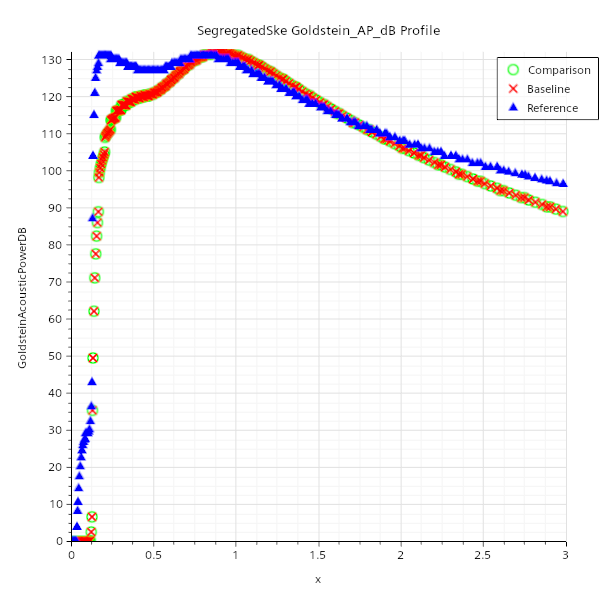 SegregatedSke Goldstein_AP_dB Profile
Comparison
Baseline
Reference
GoldsteinAcousticPowerDB
130
120
110
100
90
80
70
60
50
40
30
20
10
0
0 0.5 1 1.5 2 2.5 3
x